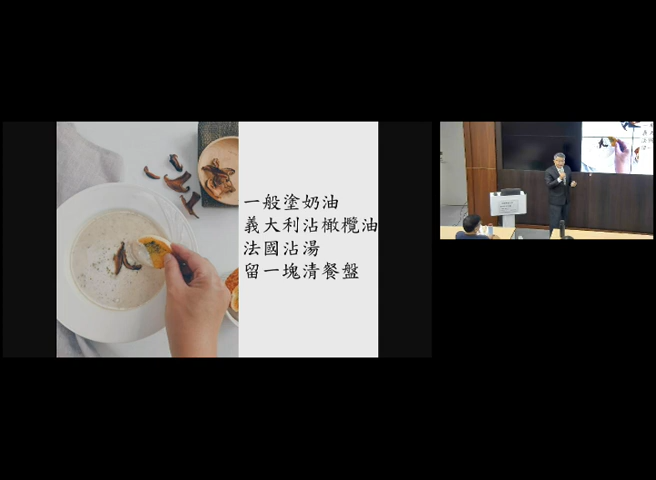 一般塗奶油
義大利沾橄欖油
法國沾湯
留一塊清餐盤